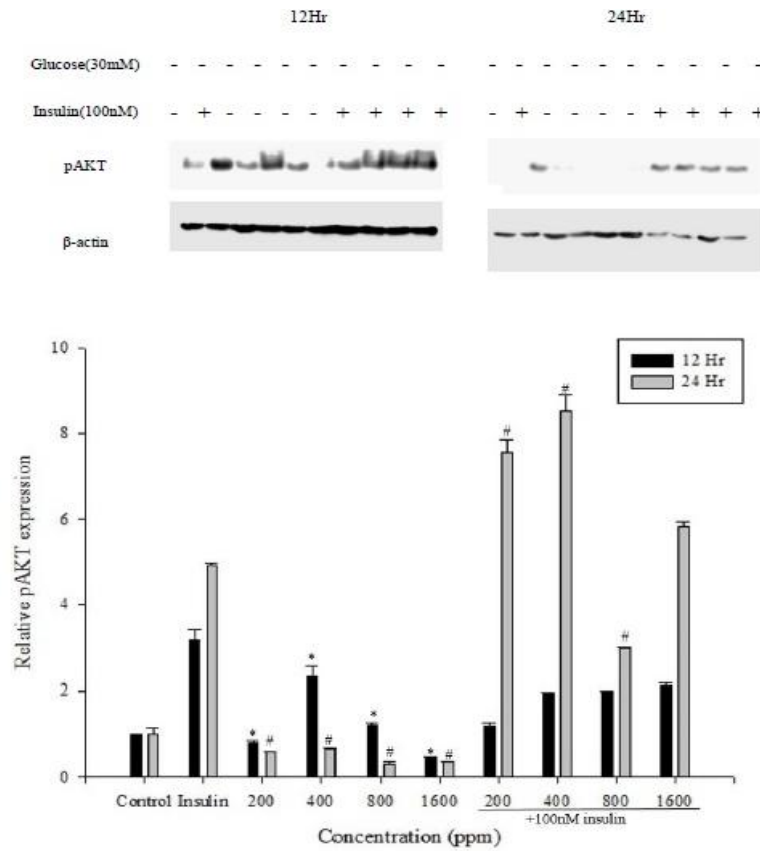 12Hr 24Hr
Glucose(30mM) - - - - - - - - - - - - - - - - - - - -
Insulin(100nM) - + - - - - + + + + - + - - - - + + + +
pAKT
β-actin
10
8
6
4
2
0
Relative pAKT expression
12 Hr
24 Hr
* # * # * # * # # # #
Control Insulin 200 400 800 1600 200 400 800 1600
+100nM insulin
Concentration (ppm)